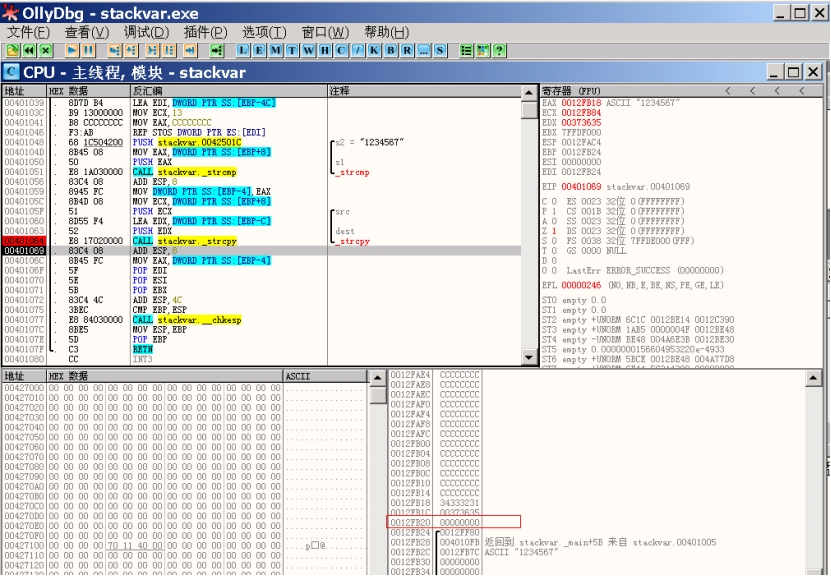 OllyDbg - stackvar.exe
文件(F) 查看(V) 调试(D) 插件(P) 选项(T) 窗口(W) 帮助(H)
L E M T W H C / K B R ... S
CPU - 主线程, 模块 - stackvar
地址 HEX 数据 反汇编 注释
00401039 . 8D7D B4 LEA EDI,DWORD PTR SS:[EBP-4C]
0040103C . B9 13000000 MOV ECX,13
00401041 . B8 CCCCCCCC MOV EAX,CCCCCCCC
00401046 . F3:AB REP STOS DWORD PTR ES:[EDI]
00401048 . 68 1C504200 PUSH stackvar.0042501C s2 = "1234567"
0040104D . 8B45 08 MOV EAX,DWORD PTR SS:[EBP+8]
00401050 . 50 PUSH EAX s1
00401051 . E8 1A030000 CALL stackvar._strcmp _strcmp
00401056 . 83C4 08 ADD ESP,8
00401059 . 8945 FC MOV DWORD PTR SS:[EBP-4],EAX
0040105C . 8B4D 08 MOV ECX,DWORD PTR SS:[EBP+8]
0040105F . 51 PUSH ECX src
00401060 . 8D55 F4 LEA EDX,DWORD PTR SS:[EBP-C]
00401063 . 52 PUSH EDX dest
00401064 . E8 17020000 CALL stackvar._strcpy _strcpy
00401069 . 83C4 08 ADD ESP,8
0040106C . 8B45 FC MOV EAX,DWORD PTR SS:[EBP-4]
0040106F . 5F POP EDI
00401070 . 5E POP ESI
00401071 . 5B POP EBX
00401072 . 83C4 4C ADD ESP,4C
00401075 . 3BEC CMP EBP,ESP
00401077 . E8 84030000 CALL stackvar.__chkesp
0040107C . 8BE5 MOV ESP,EBP
0040107E . 5D POP EBP
0040107F . C3 RETN
00401080 CC INT3
寄存器 (FPU) < < < <
EAX 0012FB18 ASCII "1234567"
ECX 0012FB84
EDX 00373635
EBX 7FFDF000
ESP 0012FAC4
EBP 0012FB24
ESI 00000000
EDI 0012FB24
EIP 00401069 stackvar.00401069
C 0 ES 0023 32位 0(FFFFFFFF)
P 1 CS 001B 32位 0(FFFFFFFF)
A 0 SS 0023 32位 0(FFFFFFFF)
Z 1 DS 0023 32位 0(FFFFFFFF)
S 0 FS 0038 32位 7FFDE000(FFF)
T 0 GS 0000 NULL
D 0
O 0 LastErr ERROR_SUCCESS (00000000)
EFL 00000246 (NO,NB,E,BE,NS,PE,GE,LE)
ST0 empty 0.0
ST1 empty 0.0
ST2 empty +UNORM 6C1C 0012BE14 0012C390
ST3 empty +UNORM 1AB5 0000004F 0012BE48
ST4 empty +UNORM BE48 004A6E3B 0012BE30
ST5 empty 0.0000000156604953220e-4933
ST6 empty +UNORM 5BCE 0012BE48 004A77D8
地址 HEX 数据 ASCII
00427000 00 00 00 00 00 00 00 00 00 00 00 00 00 00 00 00 ................
00427010 00 00 00 00 00 00 00 00 00 00 00 00 00 00 00 00 ................
00427020 00 00 00 00 00 00 00 00 00 00 00 00 00 00 00 00 ................
00427030 00 00 00 00 00 00 00 00 00 00 00 00 00 00 00 00 ................
00427040 00 00 00 00 00 00 00 00 00 00 00 00 00 00 00 00 ................
00427050 00 00 00 00 00 00 00 00 00 00 00 00 00 00 00 00 ................
00427060 00 00 00 00 00 00 00 00 00 00 00 00 00 00 00 00 ................
00427070 00 00 00 00 00 00 00 00 00 00 00 00 00 00 00 00 ................
00427080 00 00 00 00 00 00 00 00 00 00 00 00 00 00 00 00 ................
00427090 00 00 00 00 00 00 00 00 00 00 00 00 00 00 00 00 ................
004270A0 00 00 00 00 00 00 00 00 00 00 00 00 00 00 00 00 ................
004270B0 00 00 00 00 00 00 00 00 00 00 00 00 00 00 00 00 ................
004270C0 00 00 00 00 00 00 00 00 00 00 00 00 00 00 00 00 ................
004270D0 00 00 00 00 00 00 00 00 00 00 00 00 00 00 00 00 ................
004270E0 00 00 00 00 00 00 00 00 00 00 00 00 00 00 00 00 ................
004270F0 00 00 00 00 00 00 00 00 00 00 00 00 00 00 00 00 ................
00427100 00 00 00 00 70 11 40 00 00 00 00 00 00 00 00 00 ....p□@.........
00427110 00 00 00 00 00 00 00 00 00 00 00 00 00 00 00 00 ................
00427120 00 00 00 00 00 00 00 00 00 00 00 00 00 00 00 00 ................
0012FAE4 CCCCCCCC
0012FAE8 CCCCCCCC
0012FAEC CCCCCCCC
0012FAF0 CCCCCCCC
0012FAF4 CCCCCCCC
0012FAF8 CCCCCCCC
0012FAFC CCCCCCCC
0012FB00 CCCCCCCC
0012FB04 CCCCCCCC
0012FB08 CCCCCCCC
0012FB0C CCCCCCCC
0012FB10 CCCCCCCC
0012FB14 CCCCCCCC
0012FB18 34333231
0012FB1C 00373635
0012FB20 00000000
0012FB24 0012FF80
0012FB28 004010FB 返回到 stackvar._main+5B 来自 stackvar.00401005
0012FB2C 0012FB7C ASCII "1234567"
0012FB30 00000000
0012FB34 00000000